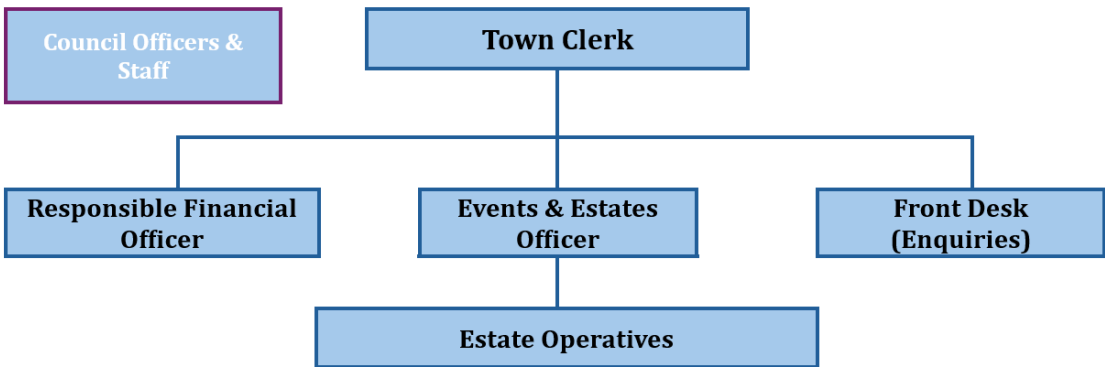 Council Officers &
Staff
Town Clerk
Responsible Financial
Officer
Events & Estates
Officer
Front Desk
(Enquiries)
Estate Operatives